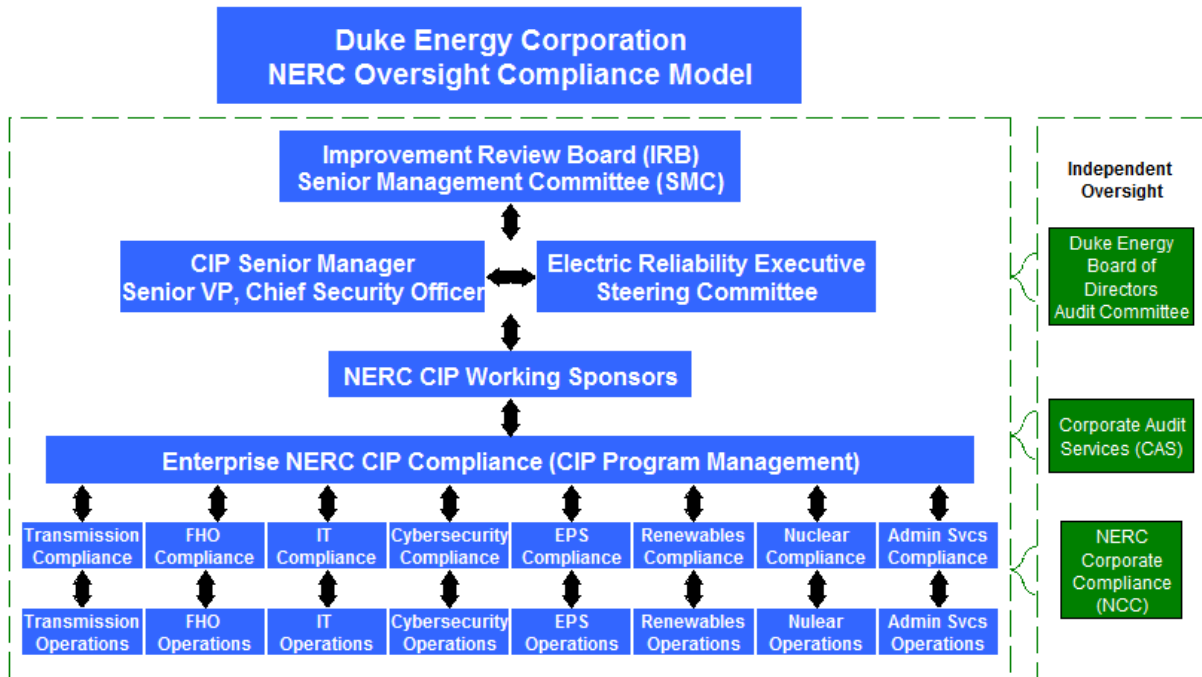 Duke Energy Corporation
NERC Oversight Compliance Model
Improvement Review Board (IRB)
Senior Management Committee (SMC)
CIP Senior Manager
Senior VP, Chief Security Officer
Electric Reliability Executive
Steering Committee
NERC CIP Working Sponsors
Enterprise NERC CIP Compliance (CIP Program Management)
Transmission
Compliance
FHO
Compliance
IT
Compliance
Cybersecurity
Compliance
EPS
Compliance
Renewables
Compliance
Nuclear
Compliance
Admin Svcs
Compliance
Transmission
Operations
FHO
Operations
IT
Operations
Cybersecurity
Operations
EPS
Operations
Renewables
Operations
Nulear
Operations
Admin Svcs
Operations
Independent
Oversight
Duke Energy
Board of
Directors
Audit Committee
Corporate Audit
Services (CAS)
NERC
Corporate
Compliance
(NCC)